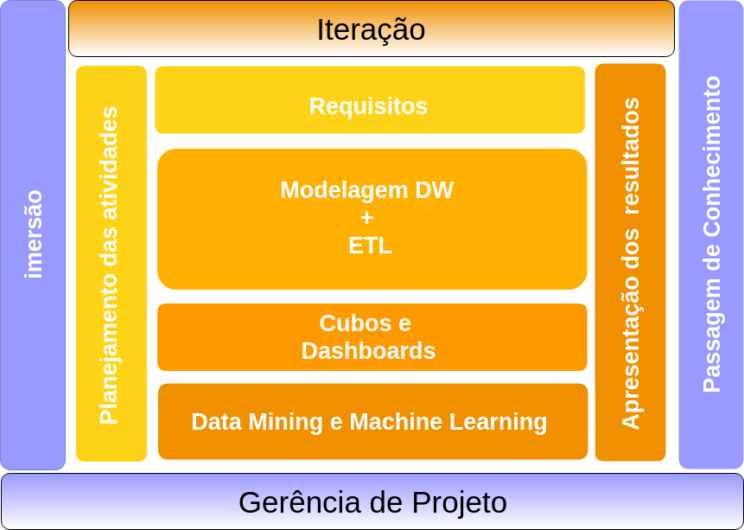 Iteração
imersão
Planejamento das atividades
Requisitos
Modelagem DW
+
ETL
Cubos e
Dashboards
Data Mining e Machine Learning
Apresentação dos resultados
Passagem de Conhecimento
Gerência de Projeto